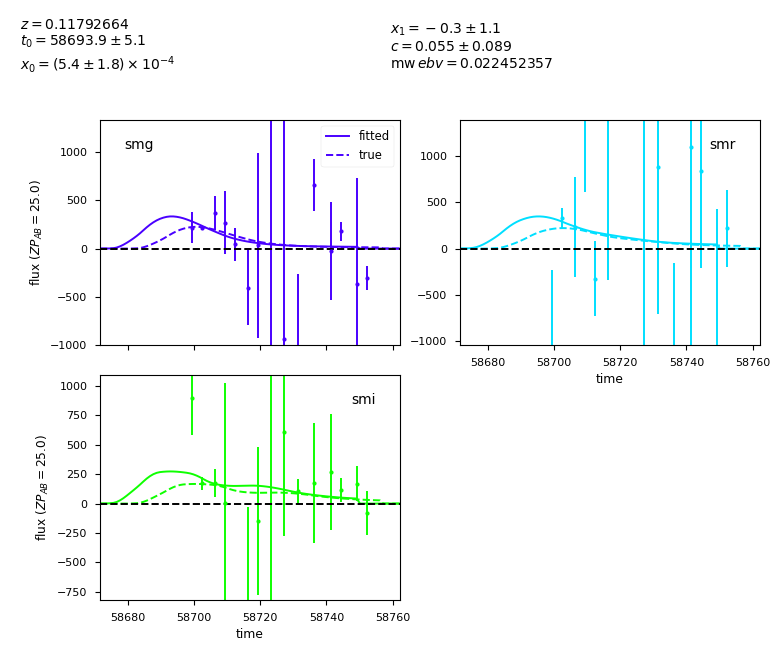 z = 0.11792664
t₀ = 58693.9 ± 5.1
x₀ = (5.4 ± 1.8) × 10⁻⁴
x₁ = −0.3 ± 1.1
c = 0.055 ± 0.089
mw ebv = 0.022452357
smg
fitted
true
1000
500
0
−500
−1000
flux (ZP_AB = 25.0)
smr
1000
500
0
−500
−1000
58680 58700 58720 58740 58760
time
smi
1000
750
500
250
0
−250
−500
−750
flux (ZP_AB = 25.0)
58680 58700 58720 58740 58760
time